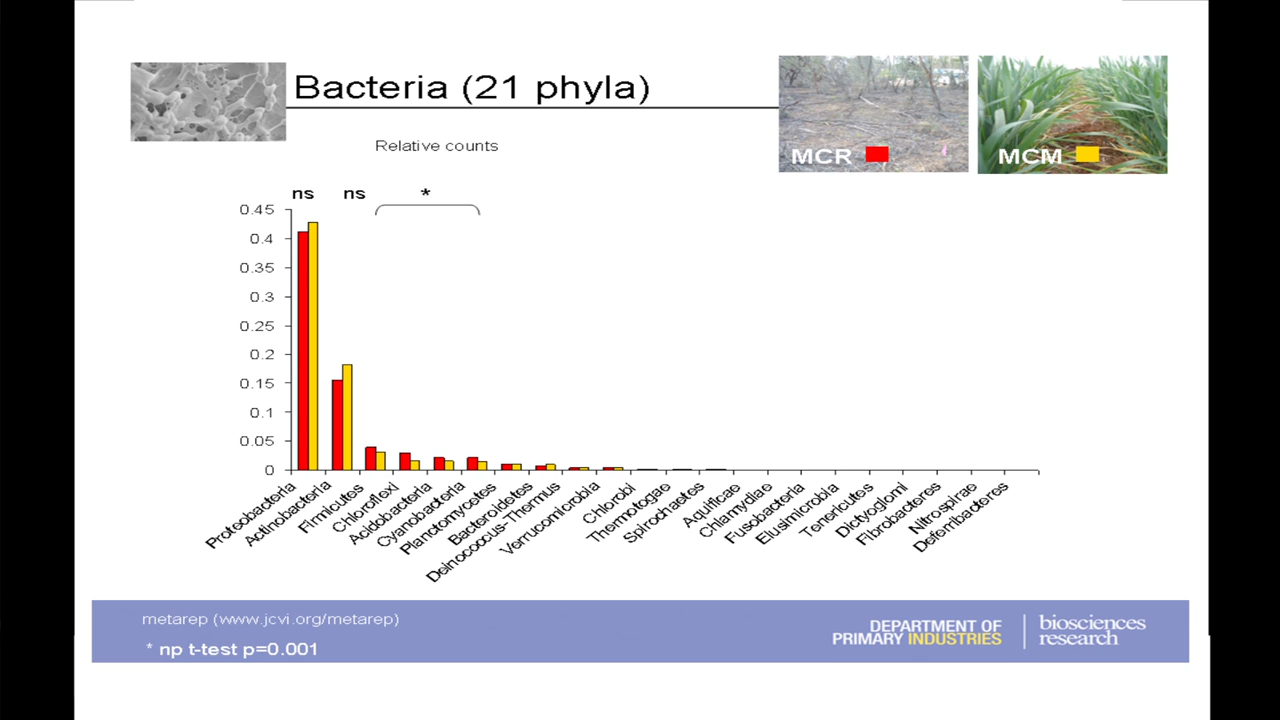 Bacteria (21 phyla)
Relative counts
MCR
MCM
ns ns *
0.45
0.4
0.35
0.3
0.25
0.2
0.15
0.1
0.05
0
Proteobacteria
Actinobacteria
Firmicutes
Chloroflexi
Acidobacteria
Cyanobacteria
Planctomycetes
Bacteroidetes
Deinococcus-Thermus
Verrucomicrobia
Chlorobi
Thermotogae
Spirochaetes
Aquificae
Chlamydiae
Fusobacteria
Elusimicrobia
Tenericutes
Dictyoglomi
Fibrobacteres
Nitrospirae
Deferribacteres
metarep (www.jcvi.org/metarep)
* np t-test p=0.001
DEPARTMENT OF
PRIMARY INDUSTRIES
biosciences
research